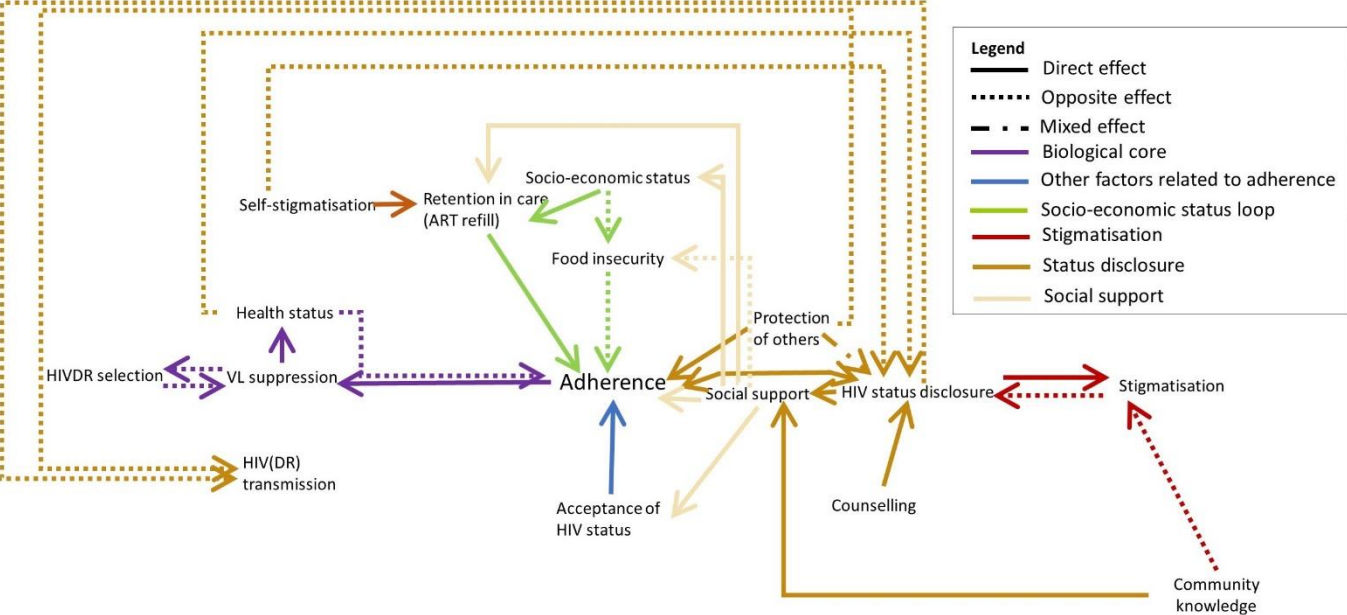 Legend
Direct effect
Opposite effect
Mixed effect
Biological core
Other factors related to adherence
Socio-economic status loop
Stigmatisation
Status disclosure
Social support
Socio-economic status
Self-stigmatisation
Retention in care
(ART refill)
Food insecurity
Health status
Protection
of others
HIVDR selection
VL suppression
Adherence
Social support
HIV status disclosure
Stigmatisation
HIV(DR)
transmission
Acceptance of
HIV status
Counselling
Community
knowledge